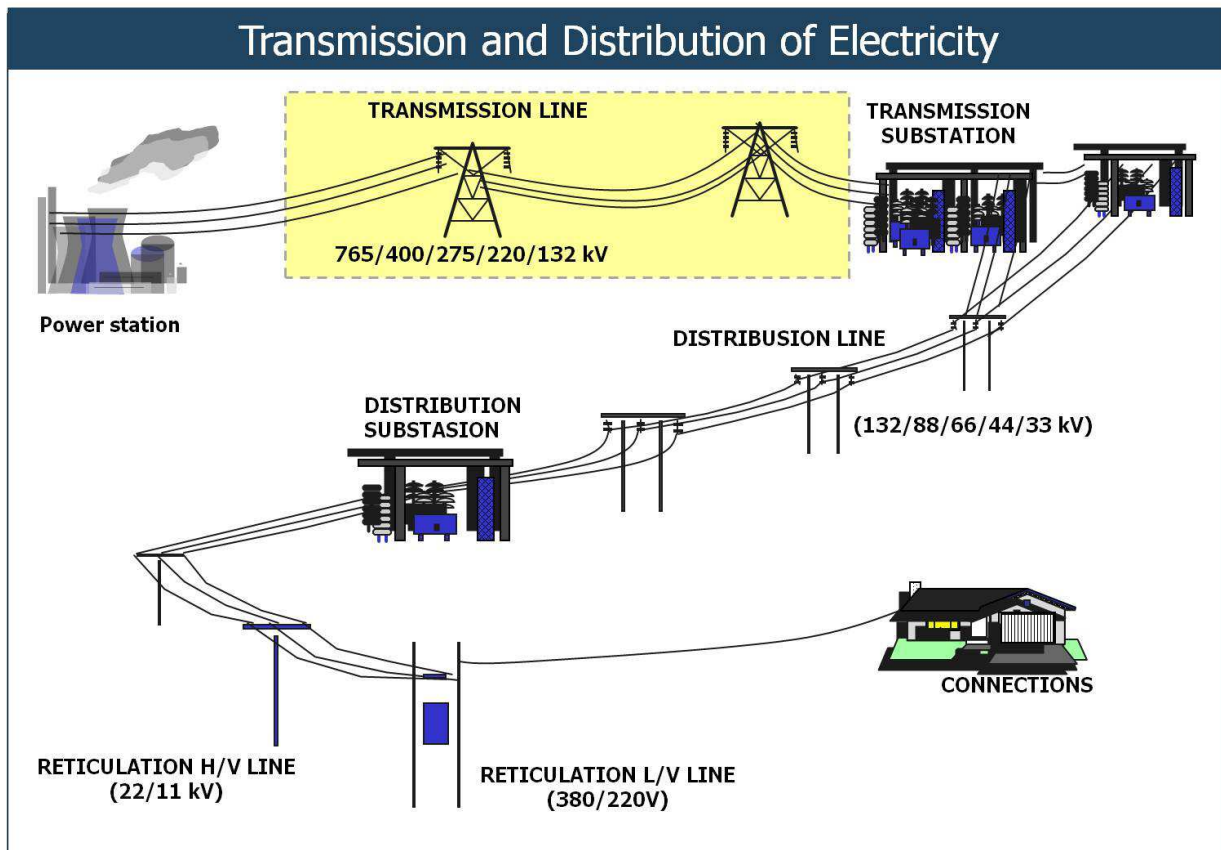 Transmission and Distribution of Electricity
TRANSMISSION LINE
765/400/275/220/132 kV
TRANSMISSION
SUBSTATION
Power station
DISTRIBUSION LINE
(132/88/66/44/33 kV)
DISTRIBUTION
SUBSTASION
CONNECTIONS
RETICULATION H/V LINE
(22/11 kV)
RETICULATION L/V LINE
(380/220V)